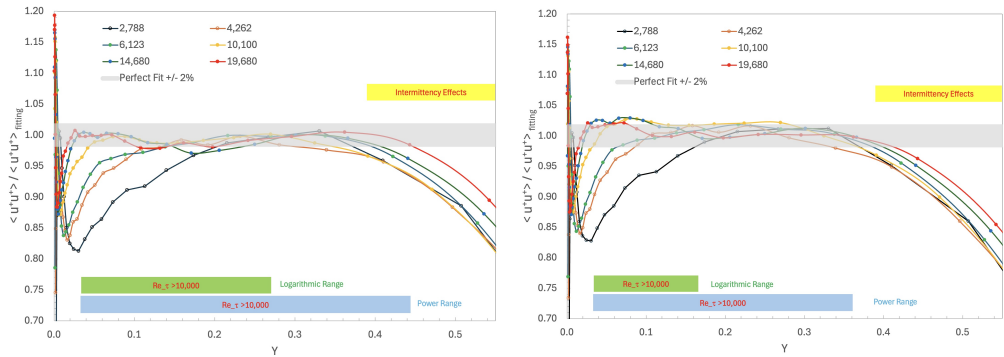 1.20
1.15
1.10
1.05
1.00
0.95
0.90
0.85
0.80
0.75
0.70
< u⁺u⁺> / < u⁺u⁺> fitting
2,788
4,262
6,123
10,100
14,680
19,680
Perfect Fit +/- 2%
Intermittency Effects
Re_τ >10,000
Logarithmic Range
Re_τ >10,000
Power Range
0.0
0.1
0.2
0.3
0.4
0.5
Y
1.20
1.15
1.10
1.05
1.00
0.95
0.90
0.85
0.80
0.75
0.70
< u⁺u⁺> / < u⁺u⁺> fitting
2,788
4,262
6,123
10,100
14,680
19,680
Perfect Fit +/- 2%
Intermittency Effects
Re_τ >10,000
Logarithmic Range
Re_τ >10,000
Power Range
0.0
0.1
0.2
0.3
0.4
0.5
Y